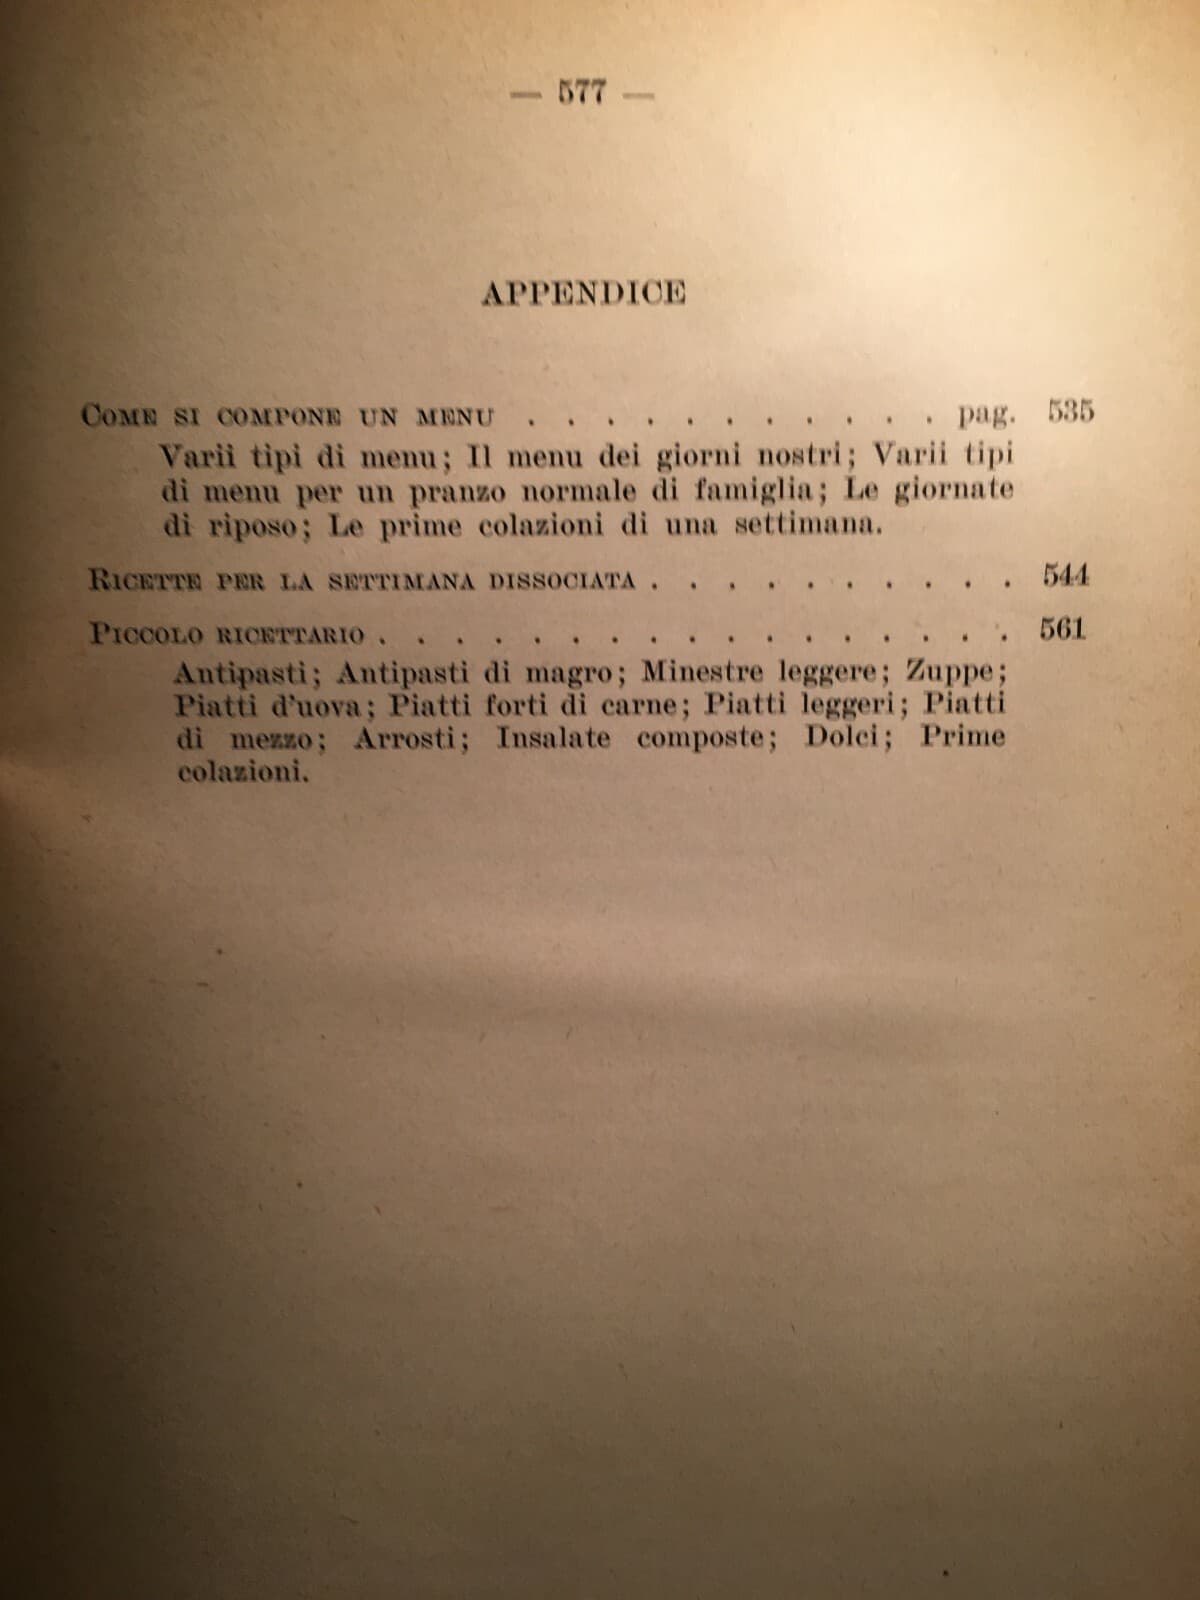 — 577 —
APPENDICE
COME SI COMPONE UN MENU . . . . . . . . . . . pag. 535
Varii tipi di menu; Il menu dei giorni nostri; Varii tipi
di menu per un pranzo normale di famiglia; Le giornate
di riposo; Le prime colazioni di una settimana.
RICETTE PER LA SETTIMANA DISSOCIATA . . . . . . . . . . 544
PICCOLO RICETTARIO . . . . . . . . . . . . . . . . . 561
Antipasti; Antipasti di magro; Minestre leggere; Zuppe;
Piatti d'uova; Piatti forti di carne; Piatti leggeri; Piatti
di mezzo; Arrosti; Insalate composte; Dolci; Prime
colazioni.